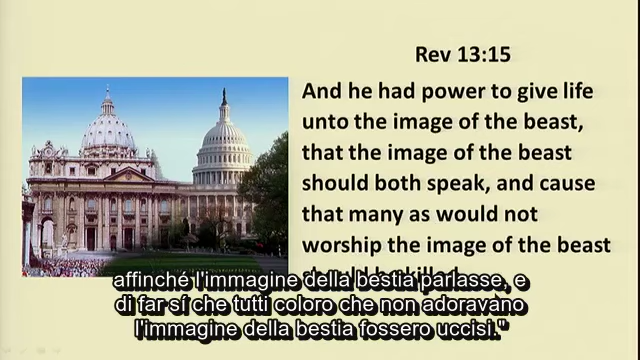 Rev 13:15
And he had power to give life
unto the image of the beast,
that the image of the beast
should both speak, and cause
that many as would not
worship the image of the beast
affinché l'immagine della bestia parlasse, e
di far sí che tutti coloro che non adoravano
l'immagine della bestia fossero uccisi."